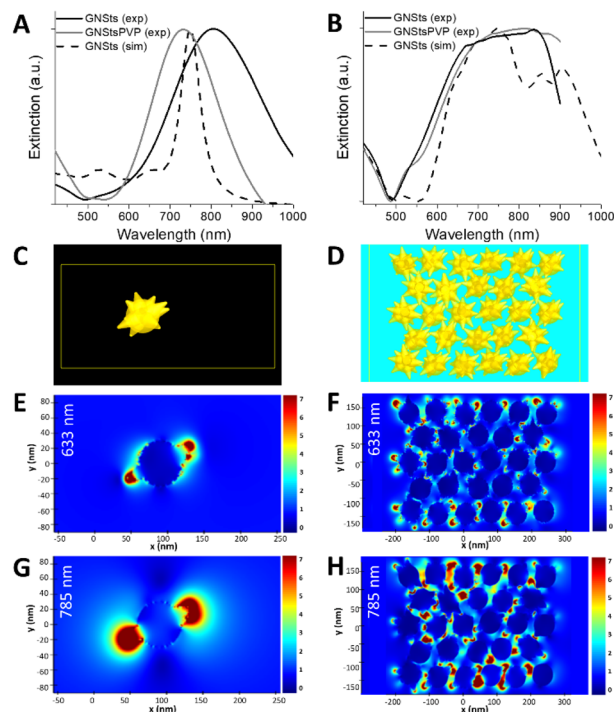 A
B
GNSts (exp)
GNStsPVP (exp)
GNSts (sim)
Extinction (a.u.)
500 600 700 800 900 1000
Wavelength (nm)
GNSts (exp)
GNStsPVP (exp)
GNSts (sim)
Extinction (a.u.)
400 500 600 700 800 900 1000
Wavelength (nm)
C
D
E
633 nm
y (nm)
80
60
40
20
0
-20
-40
-60
-80
-50 0 50 100 150 200 250
x (nm)
7
6
5
4
3
2
1
0
F
633 nm
y (nm)
150
100
50
0
-50
-100
-150
-200 -100 0 100 200 300
x (nm)
7
6
5
4
3
2
1
0
G
785 nm
y (nm)
80
60
40
20
0
-20
-40
-60
-80
-50 0 50 100 150 200 250
x (nm)
7
6
5
4
3
2
1
0
H
785 nm
y (nm)
150
100
50
0
-50
-100
-150
-200 -100 0 100 200 300
x (nm)
7
6
5
4
3
2
1
0